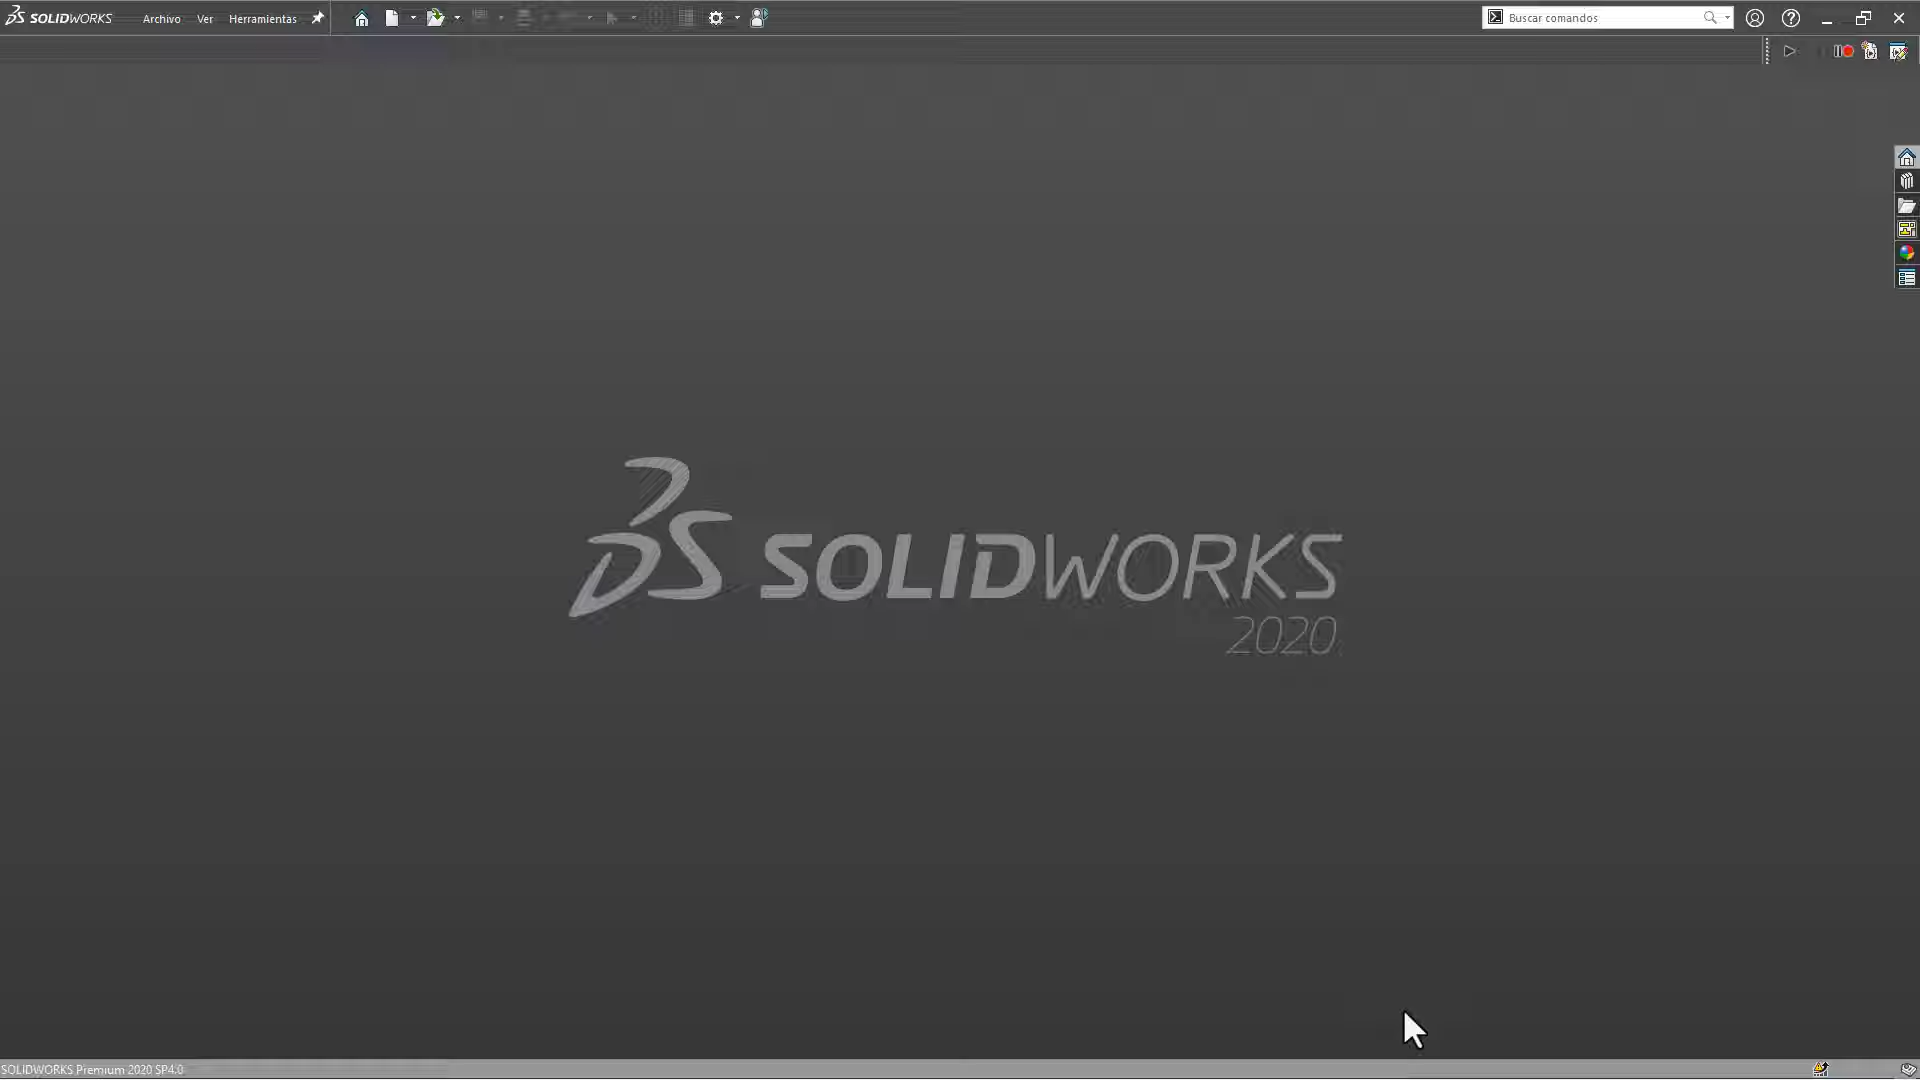 SOLIDWORKS
Archivo
Ver
Herramientas
Buscar comandos
SOLIDWORKS
2020
SOLIDWORKS Premium 2020 SP4.0